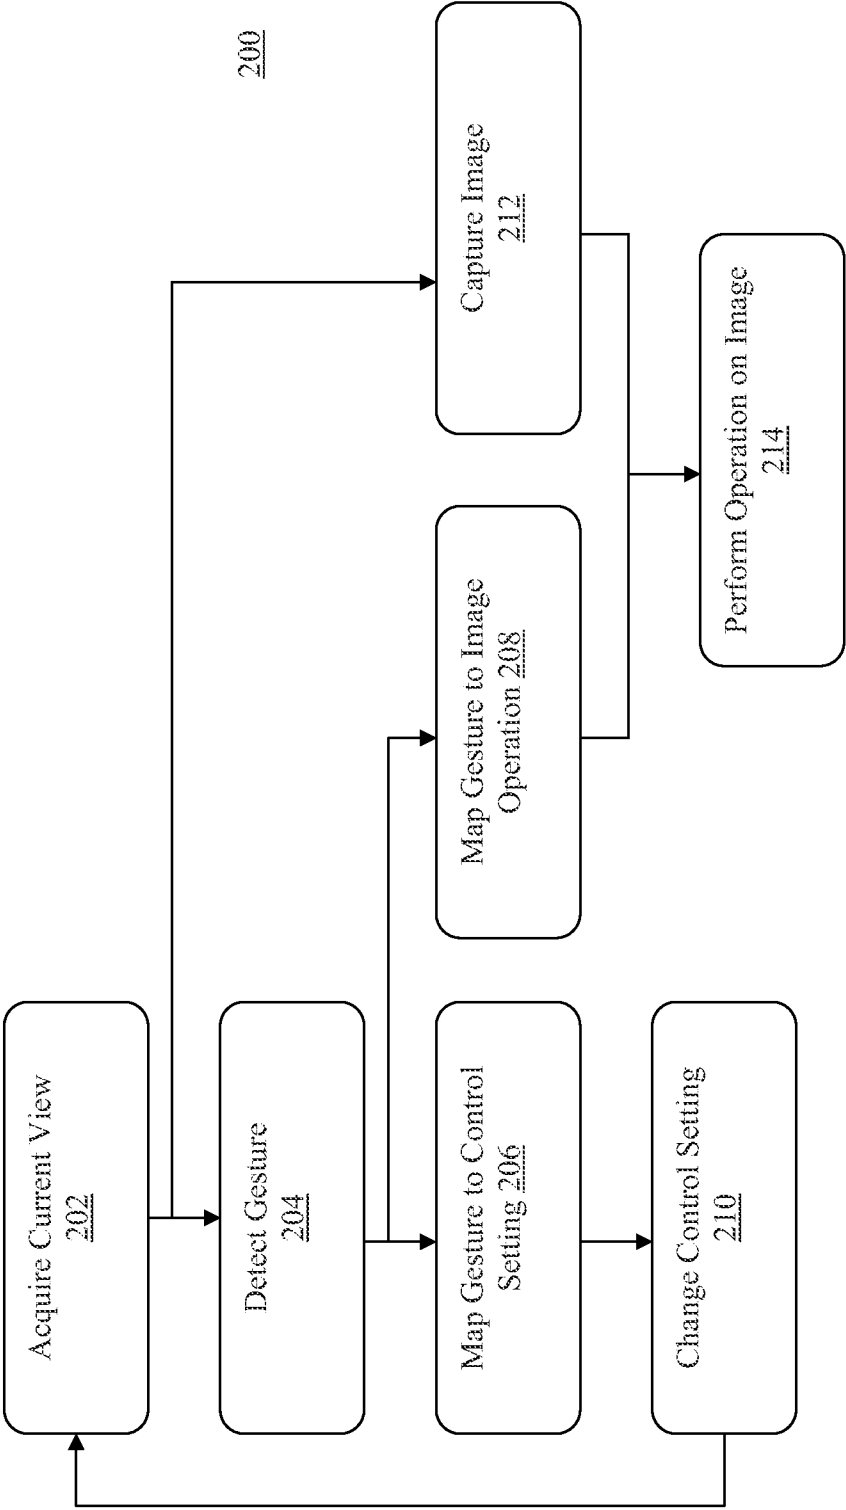 200
Acquire Current View
202
Detect Gesture
204
Map Gesture to Control
Setting 206
Map Gesture to Image
Operation 208
Capture Image
212
Change Control Setting
210
Perform Operation on Image
214